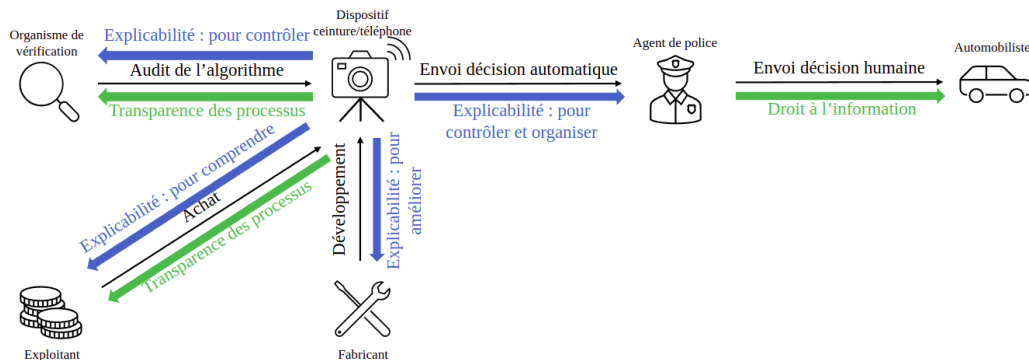 Organisme de
vérification
Explicabilité : pour contrôler
Audit de l'algorithme
Transparence des processus
Dispositif
ceinture/téléphone
Envoi décision automatique
Explicabilité : pour
contrôler et organiser
Agent de police
Envoi décision humaine
Droit à l'information
Automobiliste
Explicabilité : pour comprendre
Achat
Transparence des processus
Développement
Explicabilité : pour
améliorer
Exploitant
Fabricant